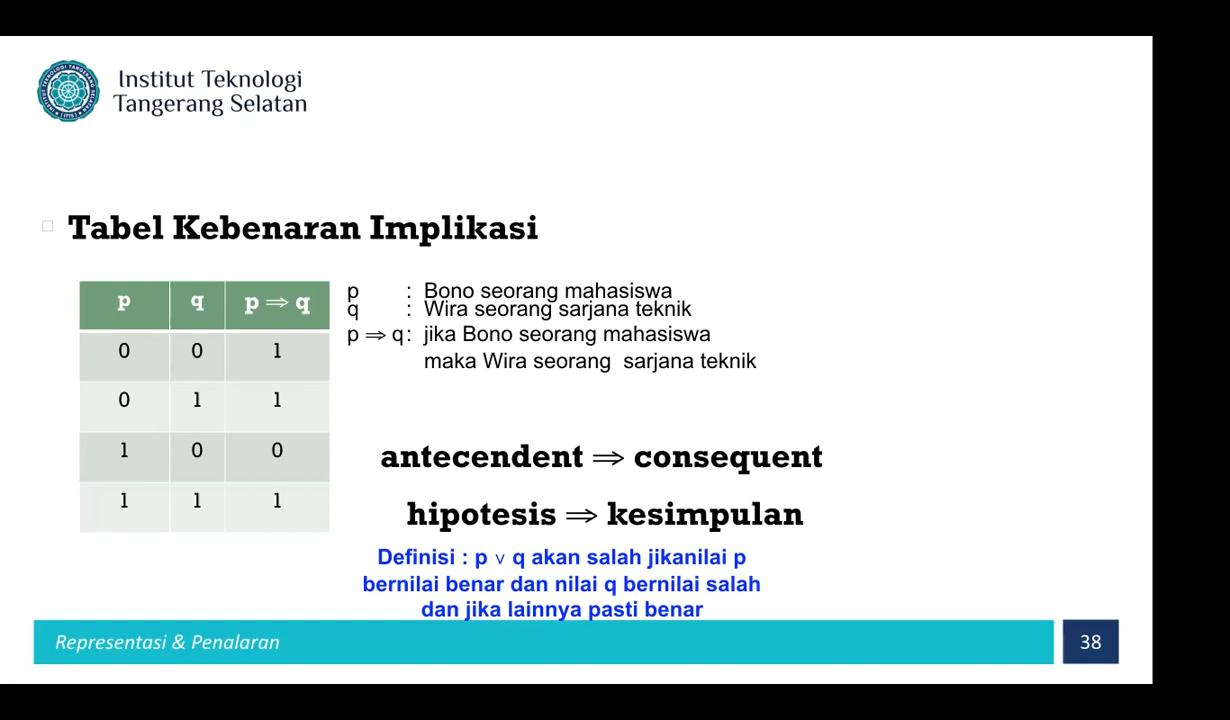 Institut Teknologi
Tangerang Selatan
Tabel Kebenaran Implikasi
p q p ⇒ q
0 0 1
0 1 1
1 0 0
1 1 1
p : Bono seorang mahasiswa
q : Wira seorang sarjana teknik
p ⇒ q: jika Bono seorang mahasiswa
maka Wira seorang sarjana teknik
antecendent ⇒ consequent
hipotesis ⇒ kesimpulan
Definisi : p ∨ q akan salah jikanilai p
bernilai benar dan nilai q bernilai salah
dan jika lainnya pasti benar
Representasi & Penalaran
38